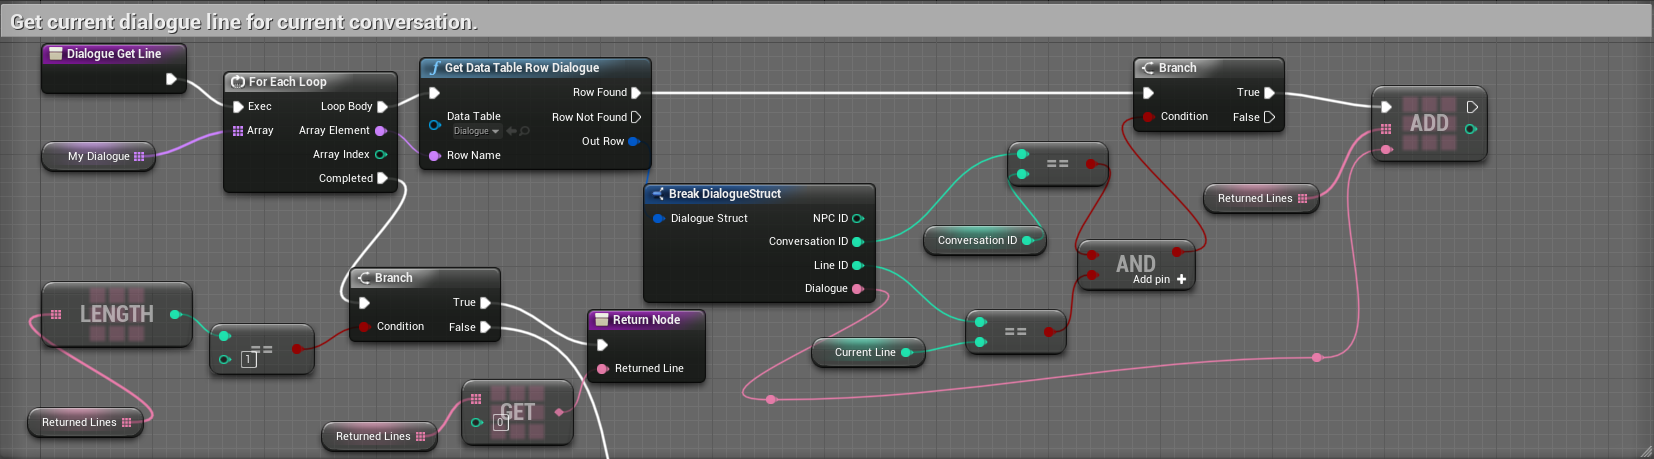 Get current dialogue line for current conversation.
Dialogue Get Line
For Each Loop
Exec
Loop Body
Array
Array Element
Array Index
Completed
My Dialogue
Get Data Table Row Dialogue
Row Found
Data Table
Dialogue
Row Not Found
Out Row
Row Name
Break DialogueStruct
Dialogue Struct
NPC ID
Conversation ID
Line ID
Dialogue
Branch
True
Condition
False
ADD
==
Conversation ID
Returned Lines
AND
Add pin
Current Line
==
LENGTH
==
1
Returned Lines
Branch
True
Condition
False
Return Node
Returned Line
GET
0
Returned Lines